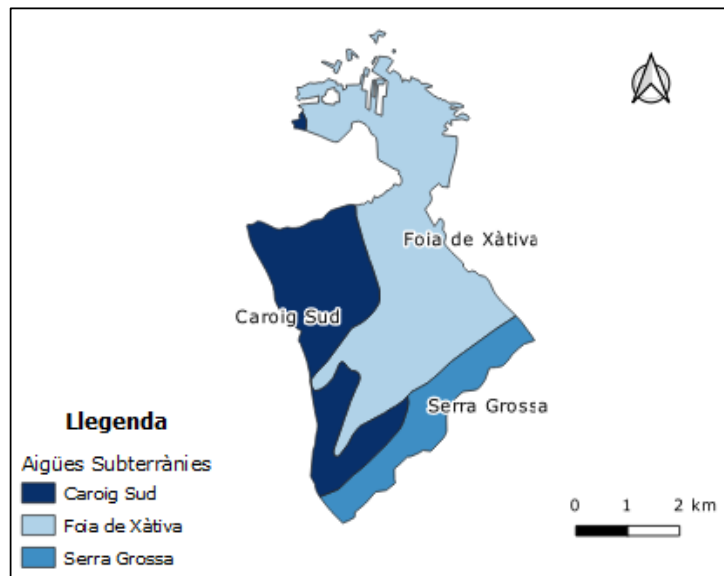 Foia de Xàtiva
Caroig Sud
Serra Grossa
Llegenda
Aigües Subterrànies
Caroig Sud
Foia de Xàtiva
Serra Grossa
0 1 2 km